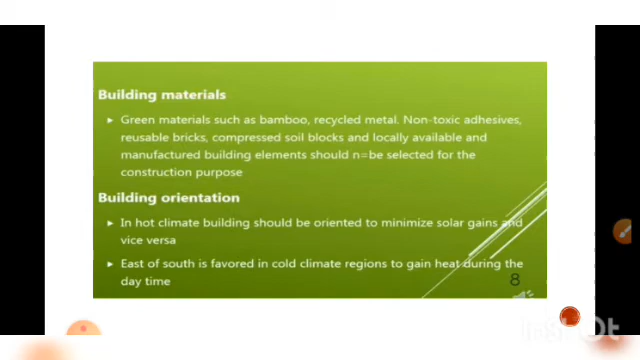 Building materials
Green materials such as bamboo, recycled metal. Non-toxic adhesives,
reusable bricks, compressed soil blocks and locally available and
manufactured building elements should n=be selected for the
construction purpose
Building orientation
In hot climate building should be oriented to minimize solar gains and
vice versa
East of south is favored in cold climate regions to gain heat during the
day time
8